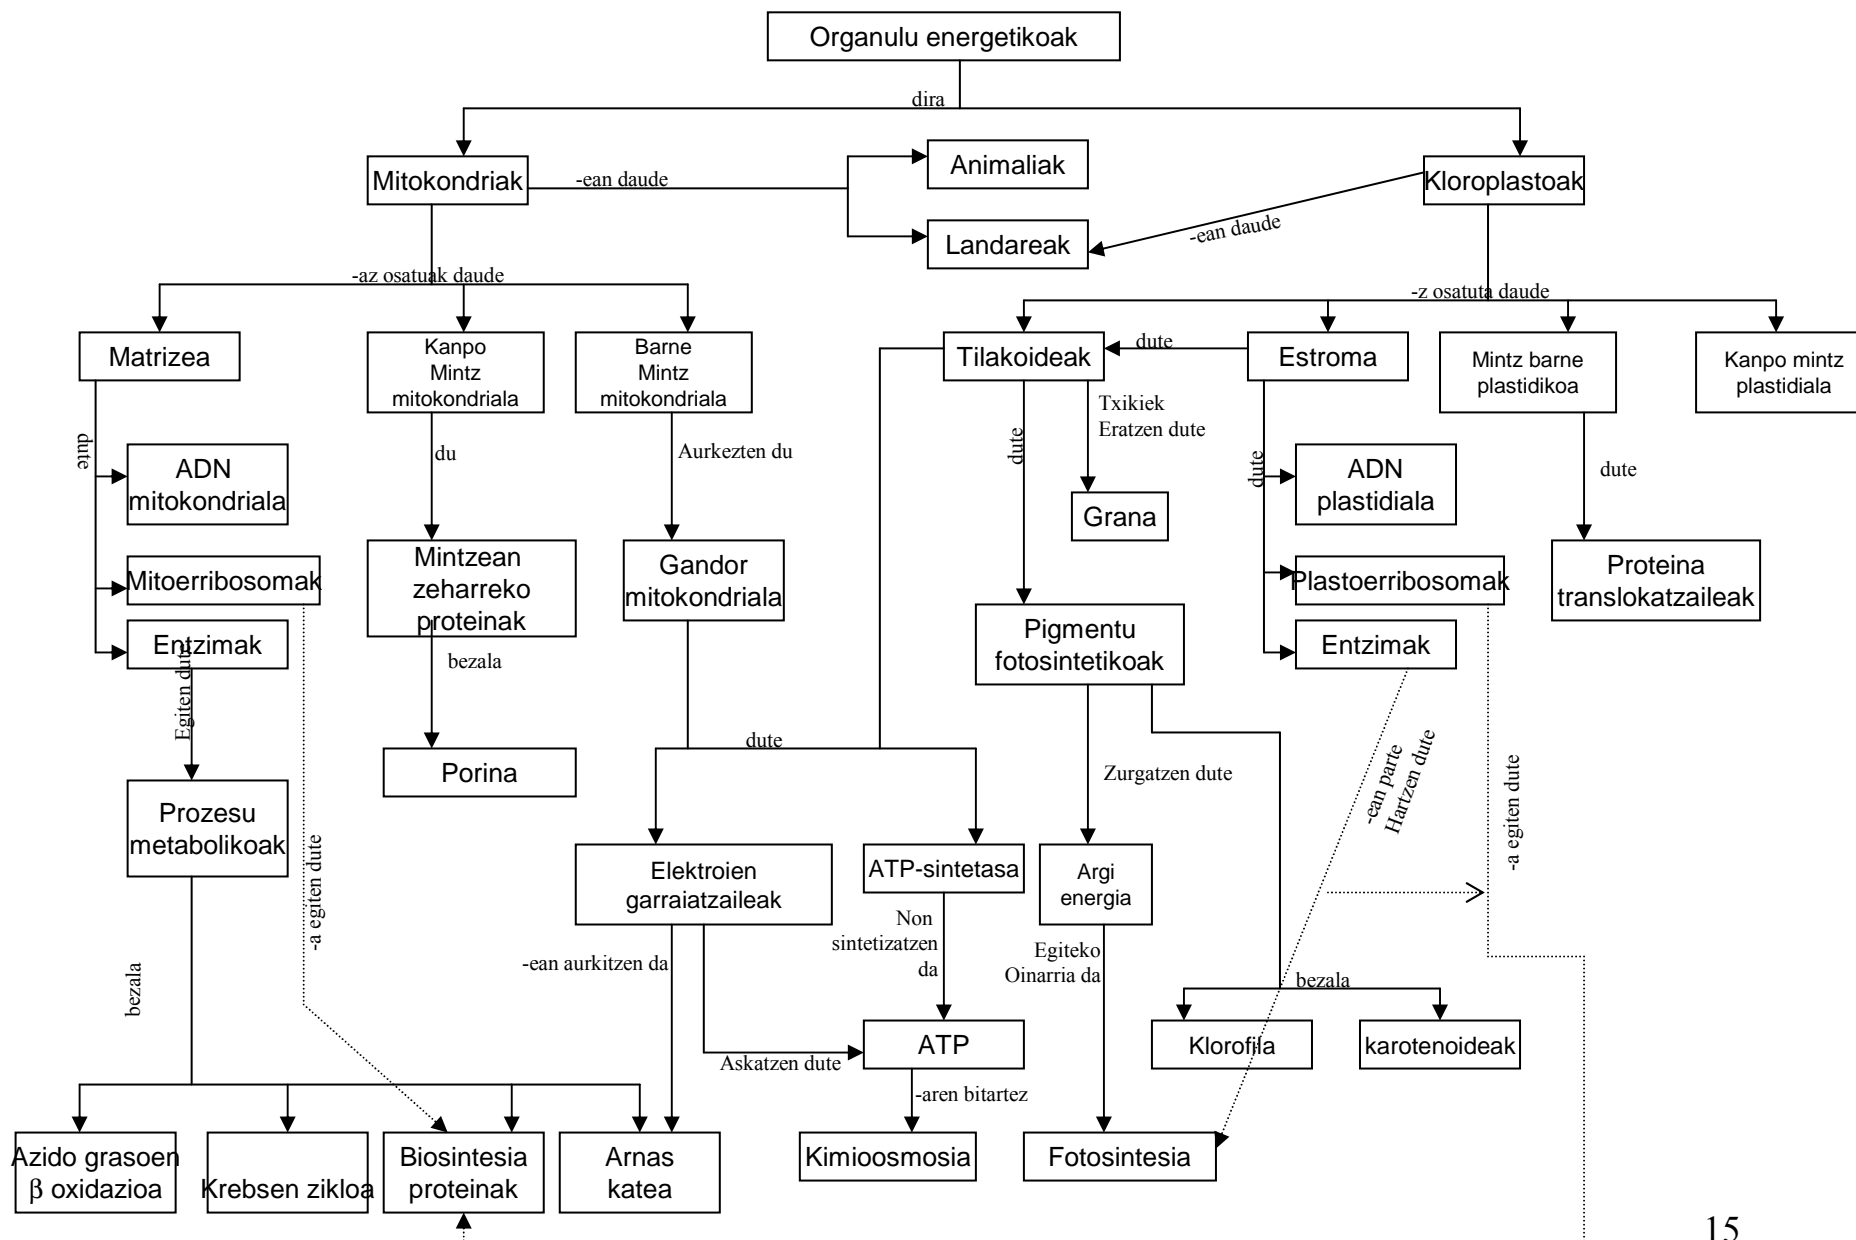 Organulu energetikoak
dira
Mitokondriak
-ean daude
Animaliak
Landareak
-ean daude
Kloroplastoak
-az osatuak daude
-z osatuta daude
Matrizea
Kanpo
Mintz
mitokondriala
Barne
Mintz
mitokondriala
Tilakoideak
dute
Estroma
Mintz barne
plastidikoa
Kanpo mintz
plastidiala
dute
ADN
mitokondriala
Mitoerribosomak
Entzimak
du
Mintzean
zeharreko
proteinak
bezala
Porina
Aurkezten du
Gandor
mitokondriala
dute
dute
Txikiek
Eratzen dute
Grana
Pigmentu
fotosintetikoak
dute
ADN
plastidiala
Plastoerribosomak
Entzimak
dute
Proteina
translokatzaileak
Egiten dute
Prozesu
metabolikoak
-a egiten dute
bezala
Elektroien
garraiatzaileak
ATP-sintetasa
Zurgatzen dute
Argi
energia
-ean parte
Hartzen dute
-a egiten dute
-ean aurkitzen da
Non
sintetizatzen
da
Egiteko
Oinarria da
bezala
Askatzen dute
ATP
Klorofila
karotenoideak
-aren bitartez
Azido grasoen
β oxidazioa
Krebsen zikloa
Biosintesia
proteinak
Arnas
katea
Kimioosmosia
Fotosintesia
15